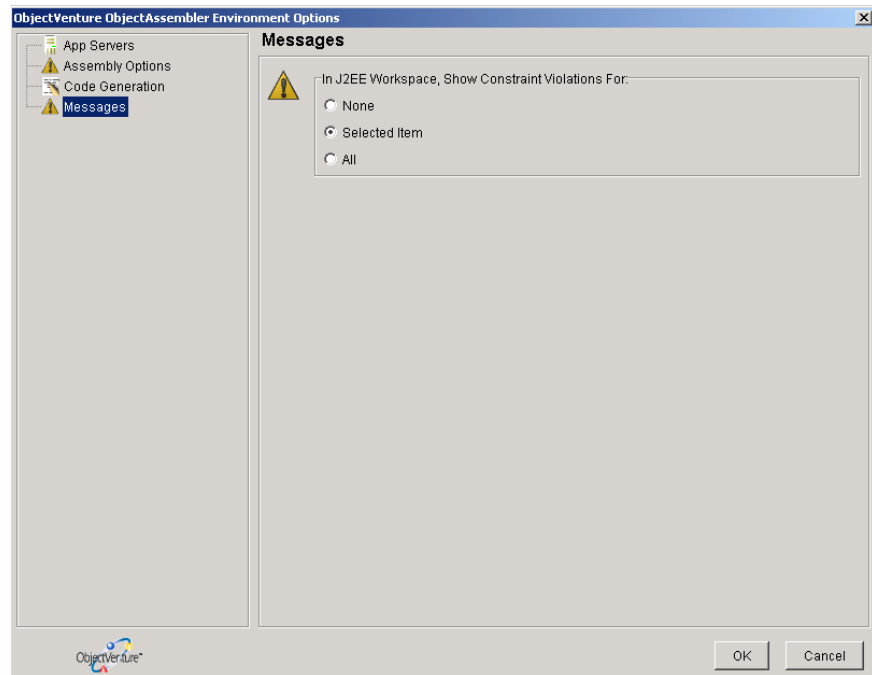 ObjectVenture ObjectAssembler Environment Options
App Servers
Assembly Options
Code Generation
Messages
Messages
In J2EE Workspace, Show Constraint Violations For:
None
Selected Item
All
ObjectVenture™
OK
Cancel